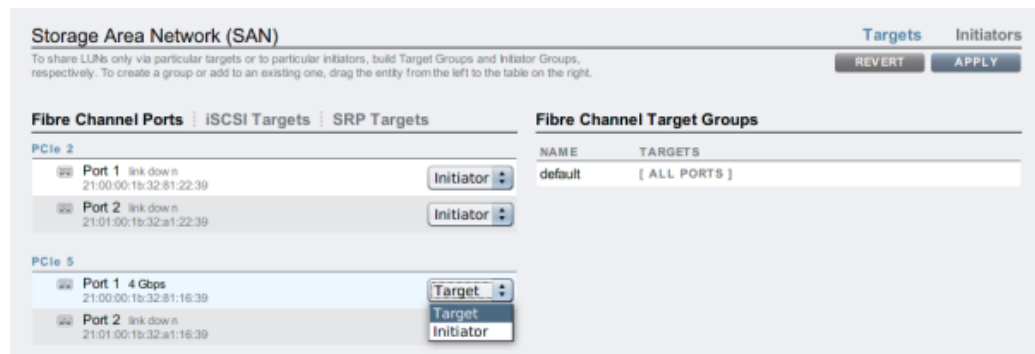 Storage Area Network (SAN)
Targets Initiators
To share LUNs only via particular targets or to particular initiators, build Target Groups and Initiator Groups,
respectively. To create a group or add to an existing one, drag the entity from the left to the table on the right.
REVERT APPLY
Fibre Channel Ports iSCSI Targets SRP Targets
PCIe 2
Port 1 link down
21:00:00:1b:32:81:22:39
Initiator
Port 2 link down
21:01:00:1b:32:a1:22:39
Initiator
PCIe 5
Port 1 4 Gbps
21:00:00:1b:32:81:16:39
Target
Target
Initiator
Port 2 link down
21:01:00:1b:32:a1:16:39
Fibre Channel Target Groups
NAME TARGETS
default [ ALL PORTS ]